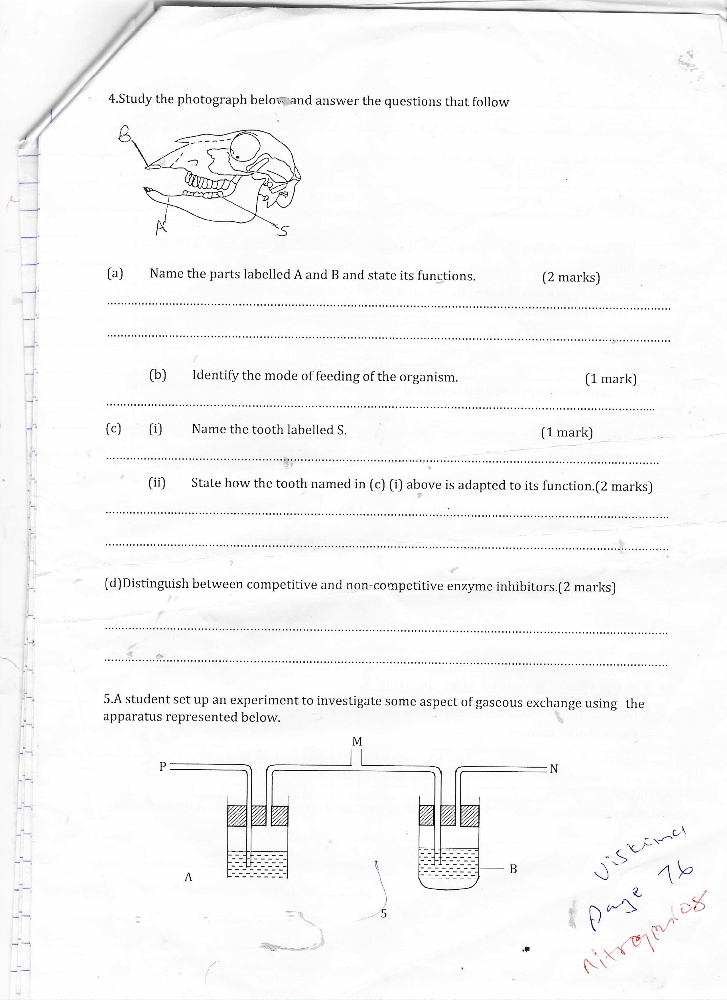 4.Study the photograph below and answer the questions that follow
B
A
S
(a) Name the parts labelled A and B and state its functions. (2 marks)
(b) Identify the mode of feeding of the organism. (1 mark)
(c) (i) Name the tooth labelled S. (1 mark)
(ii) State how the tooth named in (c) (i) above is adapted to its function.(2 marks)
(d)Distinguish between competitive and non-competitive enzyme inhibitors.(2 marks)
5.A student set up an experiment to investigate some aspect of gaseous exchange using the
apparatus represented below.
M
P
N
A
B
5
page 76